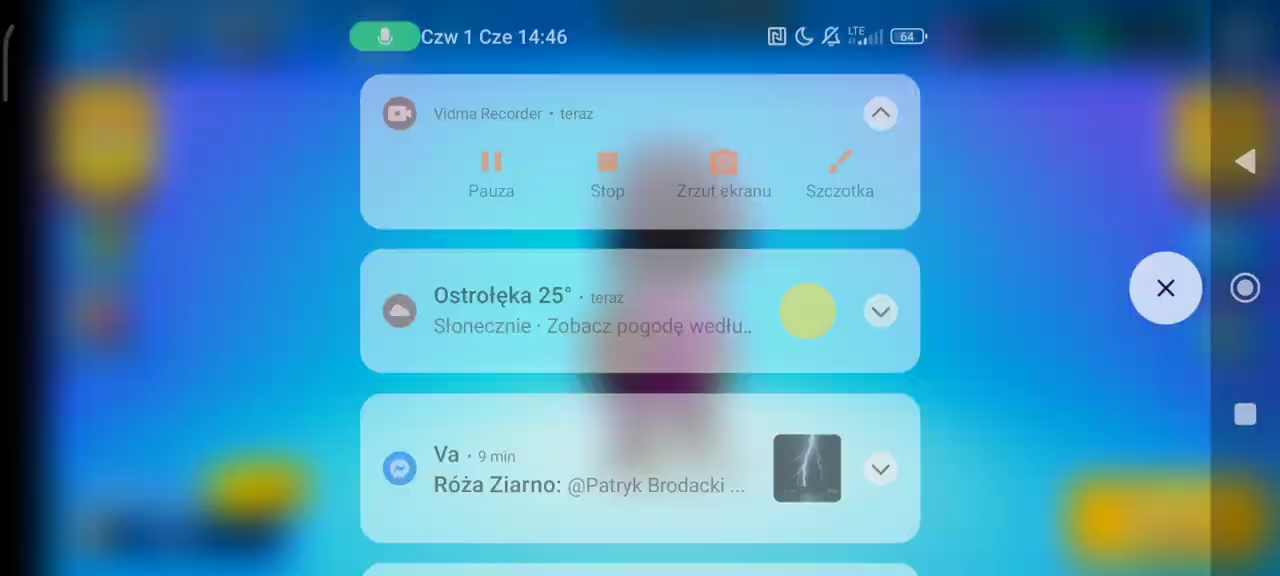 Czw 1 Cze 14:46
LTE
64
Vidma Recorder • teraz
Pauza
Stop
Zrzut ekranu
Szczotka
Ostrołęka 25° · teraz
Słonecznie · Zobacz pogodę wedłu..
Va · 9 min
Róża Ziarno: @Patryk Brodacki ...